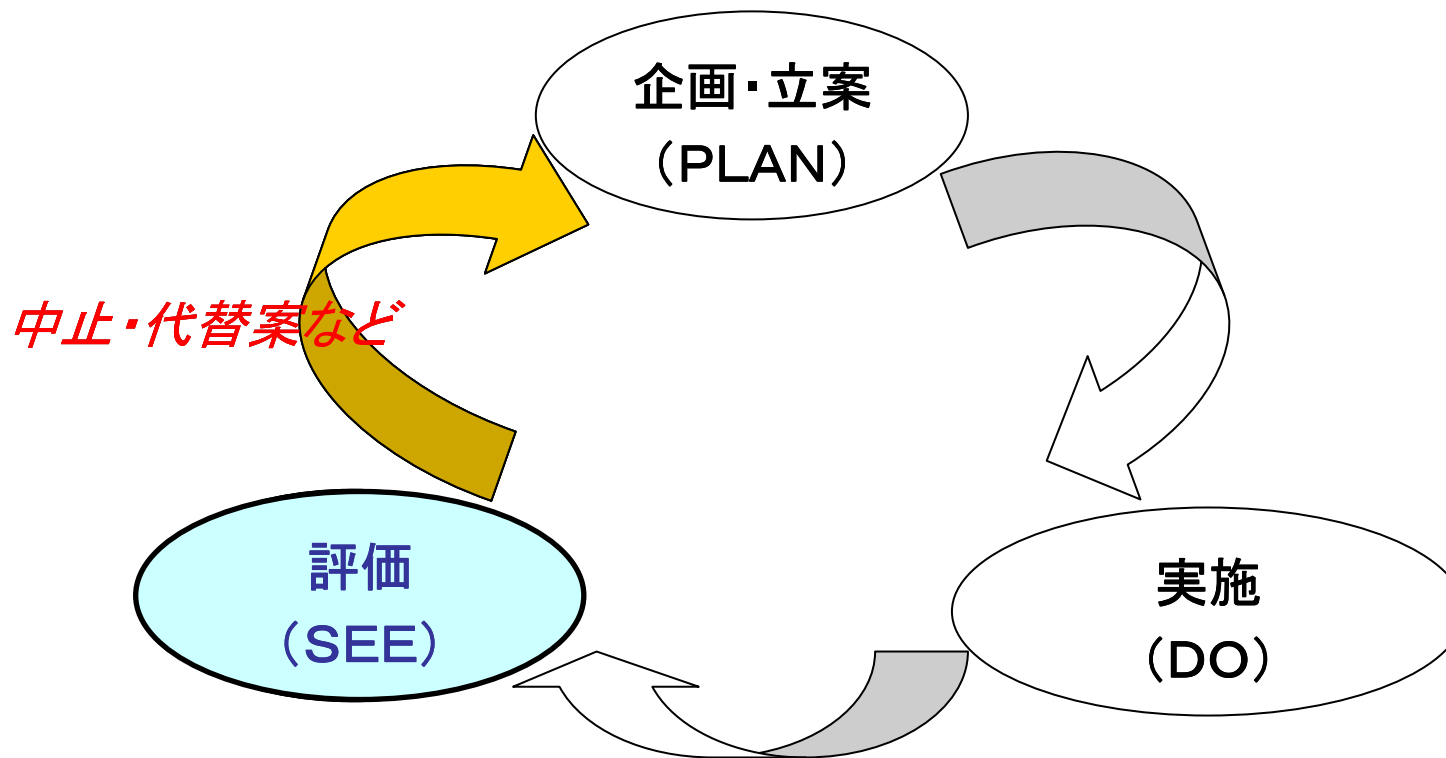 企画・立案
（PLAN）
中止・代替案など
評価
（SEE）
実施
（DO）